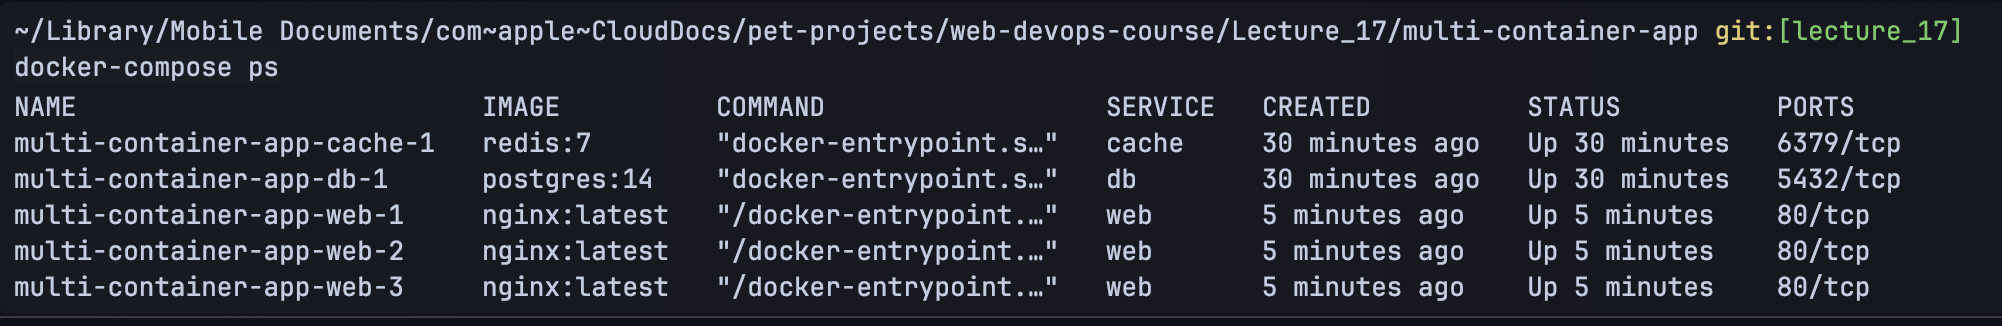 ~/Library/Mobile Documents/com~apple~CloudDocs/pet-projects/web-devops-course/Lecture_17/multi-container-app git:[lecture_17]
docker-compose ps
NAME IMAGE COMMAND SERVICE CREATED STATUS PORTS
multi-container-app-cache-1 redis:7 "docker-entrypoint.s…" cache 30 minutes ago Up 30 minutes 6379/tcp
multi-container-app-db-1 postgres:14 "docker-entrypoint.s…" db 30 minutes ago Up 30 minutes 5432/tcp
multi-container-app-web-1 nginx:latest "/docker-entrypoint.…" web 5 minutes ago Up 5 minutes 80/tcp
multi-container-app-web-2 nginx:latest "/docker-entrypoint.…" web 5 minutes ago Up 5 minutes 80/tcp
multi-container-app-web-3 nginx:latest "/docker-entrypoint.…" web 5 minutes ago Up 5 minutes 80/tcp